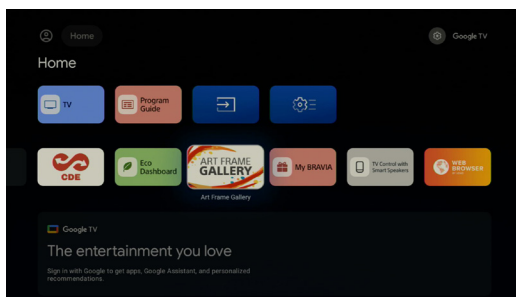 Home
Google TV
Home
TV
Program
Guide
CDE
Eco
Dashboard
ART FRAME
GALLERY
My BRAVIA
TV Control with
Smart Speakers
WEB
BROWSER
Art Frame Gallery
Google TV
The entertainment you love
Sign in with Google to get apps, Google Assistant, and personalized
recommendations.